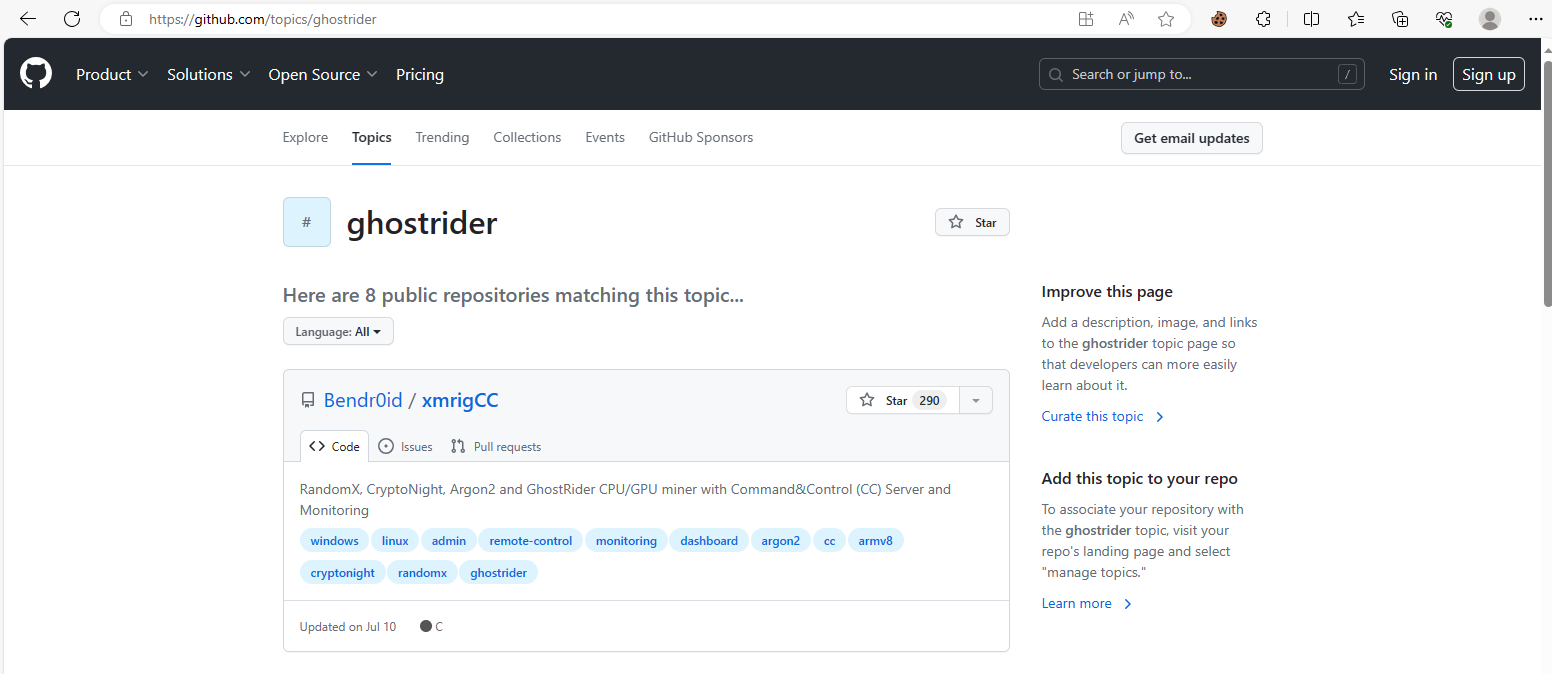 https://github.com/topics/ghostrider
Product Solutions Open Source Pricing Search or jump to... / Sign in Sign up
Explore Topics Trending Collections Events GitHub Sponsors Get email updates
# ghostrider Star
Here are 8 public repositories matching this topic...
Language: All
Bendr0id / xmrigCC Star 290
Code Issues Pull requests
RandomX, CryptoNight, Argon2 and GhostRider CPU/GPU miner with Command&Control (CC) Server and
Monitoring
windows linux admin remote-control monitoring dashboard argon2 cc armv8
cryptonight randomx ghostrider
Updated on Jul 10 C
Improve this page
Add a description, image, and links
to the ghostrider topic page so
that developers can more easily
learn about it.
Curate this topic
Add this topic to your repo
To associate your repository with
the ghostrider topic, visit your
repo's landing page and select
"manage topics."
Learn more